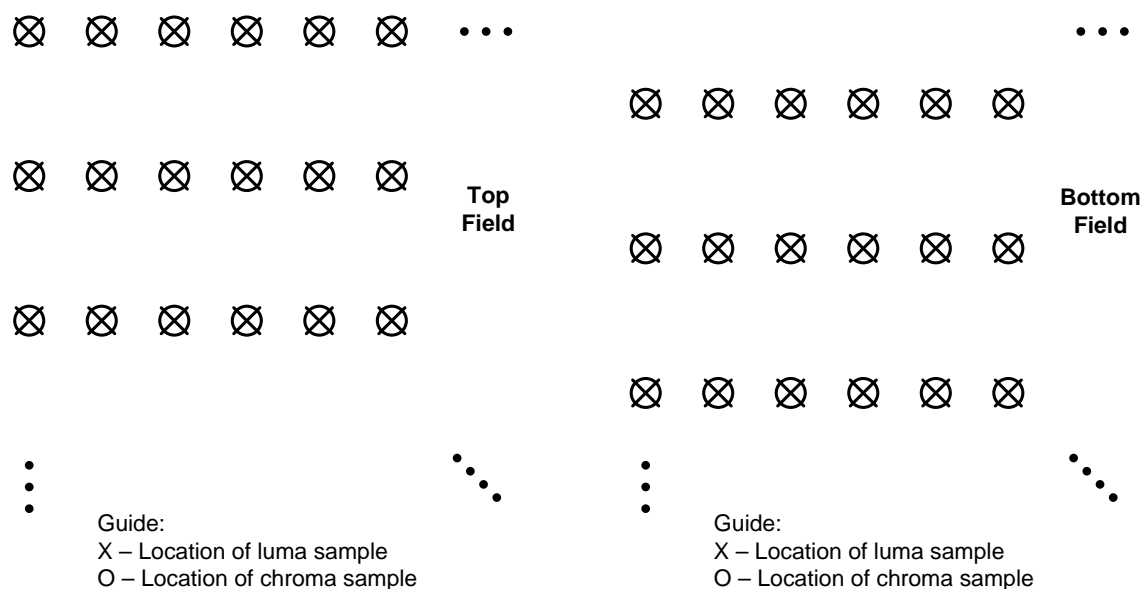 Top
Field
Guide:
X – Location of luma sample
O – Location of chroma sample
Bottom
Field
Guide:
X – Location of luma sample
O – Location of chroma sample